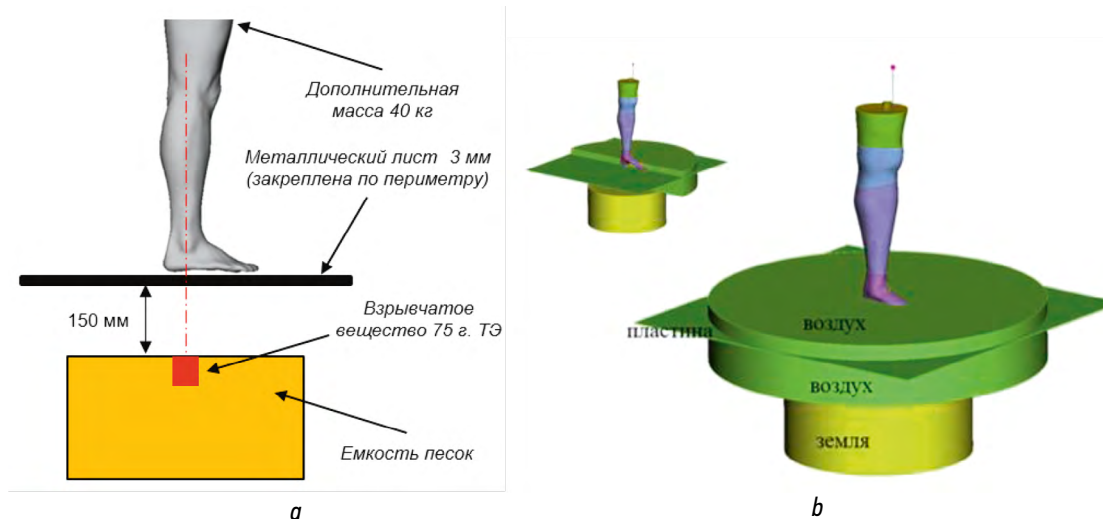 Дополнительная
масса 40 кг
Металлический лист 3 мм
(закреплена по периметру)
150 мм
Взрывчатое
вещество 75 г. ТЭ
Емкость песок
a
пластина
воздух
воздух
земля
b